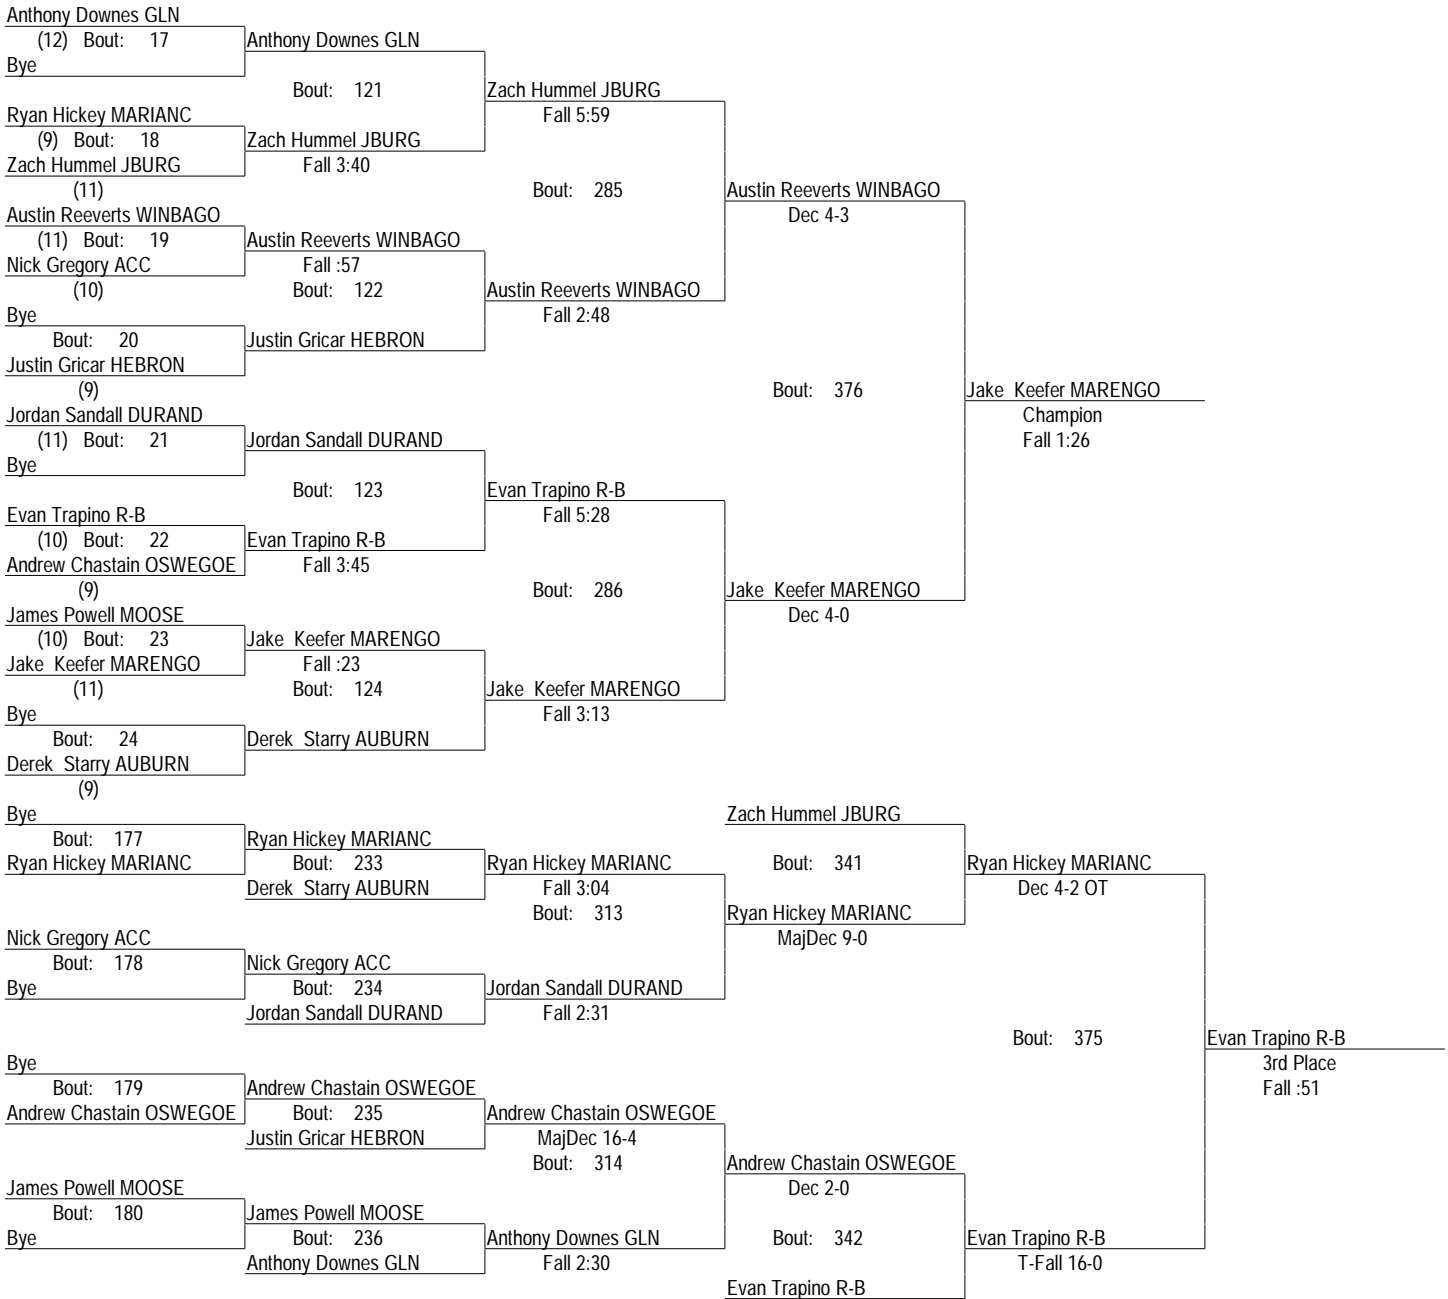 Anthony Downes GLN
(12) Bout: 17 Anthony Downes GLN
Bye
Bout: 121 Zach Hummel JBURG
Ryan Hickey MARIANC Fall 5:59
(9) Bout: 18 Zach Hummel JBURG
Zach Hummel JBURG Fall 3:40
(11) Bout: 285 Austin Reeverts WINBAGO
Austin Reeverts WINBAGO Dec 4-3
(11) Bout: 19 Austin Reeverts WINBAGO
Nick Gregory ACC Fall :57
(10) Bout: 122 Austin Reeverts WINBAGO
Bye Fall 2:48
Bout: 20 Justin Gricar HEBRON
Justin Gricar HEBRON
(9) Bout: 376 Jake Keefer MARENGO
Jordan Sandall DURAND Champion
(11) Bout: 21 Jordan Sandall DURAND Fall 1:26
Bye
Bout: 123 Evan Trapino R-B
Evan Trapino R-B Fall 5:28
(10) Bout: 22 Evan Trapino R-B
Andrew Chastain OSWEGOE Fall 3:45
(9) Bout: 286 Jake Keefer MARENGO
James Powell MOOSE Dec 4-0
(10) Bout: 23 Jake Keefer MARENGO
Jake Keefer MARENGO Fall :23
(11) Bout: 124 Jake Keefer MARENGO
Bye Fall 3:13
Bout: 24 Derek Starry AUBURN
Derek Starry AUBURN
(9)
Bye Zach Hummel JBURG
Bout: 177 Ryan Hickey MARIANC
Ryan Hickey MARIANC Bout: 233 Ryan Hickey MARIANC Bout: 341 Ryan Hickey MARIANC
Derek Starry AUBURN Fall 3:04 Dec 4-2 OT
Bout: 313 Ryan Hickey MARIANC
Nick Gregory ACC MajDec 9-0
Bout: 178 Nick Gregory ACC
Bye Bout: 234 Jordan Sandall DURAND
Jordan Sandall DURAND Fall 2:31
Bout: 375 Evan Trapino R-B
Bye 3rd Place
Bout: 179 Andrew Chastain OSWEGOE Fall :51
Andrew Chastain OSWEGOE Bout: 235 Andrew Chastain OSWEGOE
Justin Gricar HEBRON MajDec 16-4
Bout: 314 Andrew Chastain OSWEGOE
James Powell MOOSE Dec 2-0
Bout: 180 James Powell MOOSE
Bye Bout: 236 Anthony Downes GLN Bout: 342 Evan Trapino R-B
Anthony Downes GLN Fall 2:30 T-Fall 16-0
Evan Trapino R-B